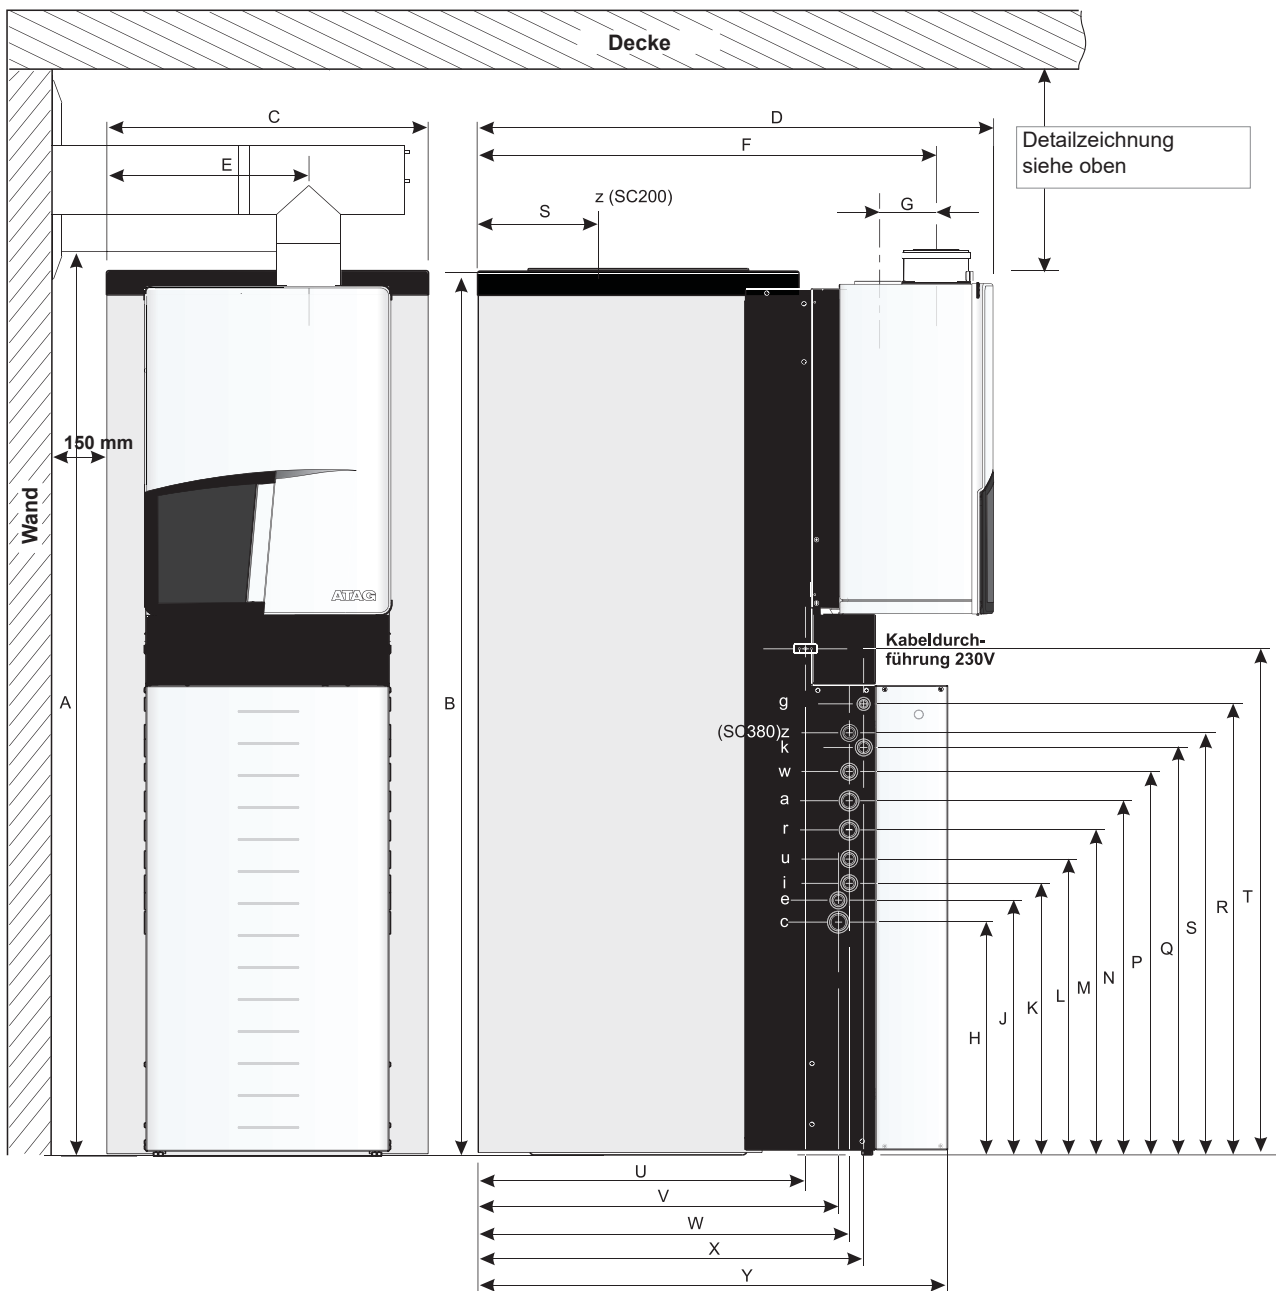 Decke
C
D
Detailzeichnung
siehe oben
F
E
z (SC200)
S
G
150 mm
Wand
ATAG
Kabeldurch-
führung 230V
A
B
g
(SC380)z
k
w
a
r
u
i
e
c
T
R
S
Q
P
N
M
L
K
J
H
U
V
W
X
Y